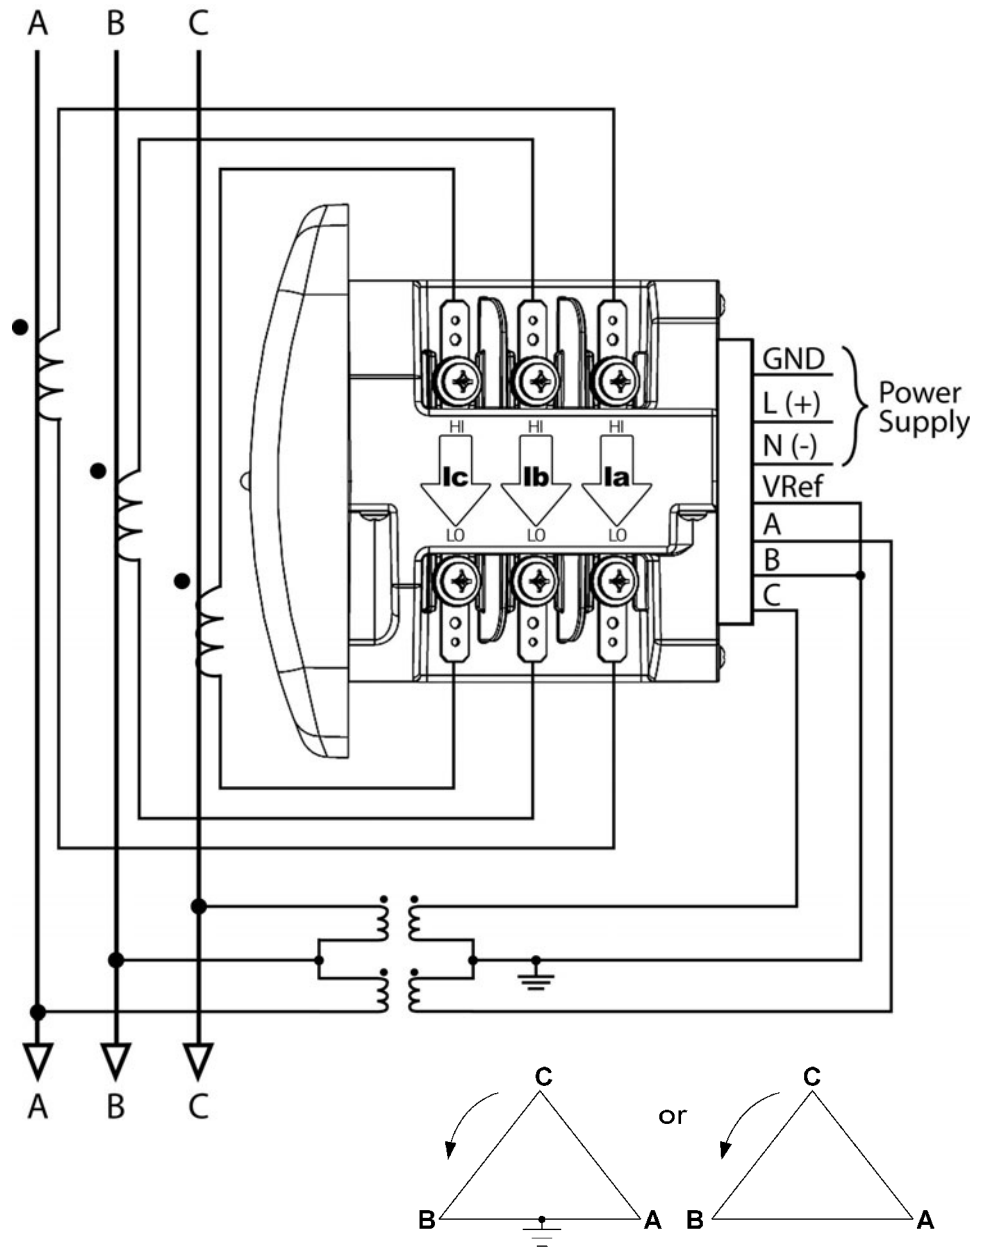 A B C
HI HI HI
Ic Ib Ia
LO LO LO
GND
L (+)
N (-)
Power
Supply
VRef
A
B
C
A B C
C or C
B A B A